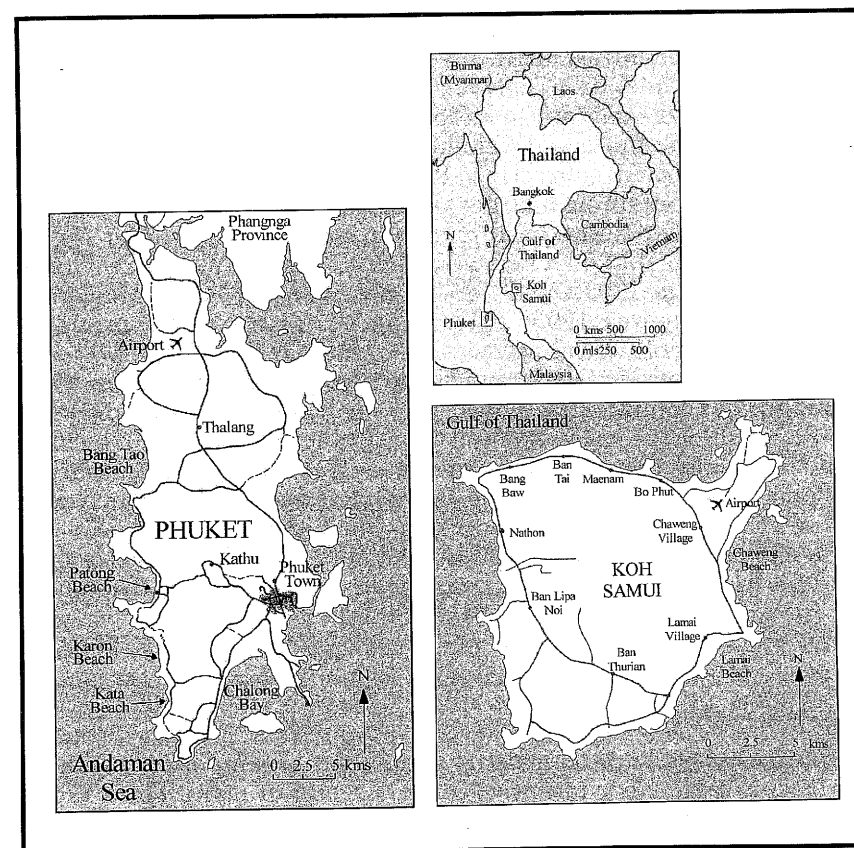 Burma
(Myanmar)
Laos
Thailand
Bangkok
Cambodia
Vietnam
N
Gulf of
Thailand
Koh
Samui
Phuket
0 kms 500 1000
0 mls250 500
Malaysia
Phangnga
Province
Airport
Thalang
Bang Tao
Beach
PHUKET
Kathu
Phuket
Town
Patong
Beach
Karon
Beach
Kata
Beach
Chalong
Bay
N
Andaman
Sea
0 2.5 5 kms
Gulf of Thailand
Bang
Baw
Ban
Tai
Maenam
Bo Phut
Airport
Nathon
Chaweng
Village
Chaweng
Beach
KOH
SAMUI
Ban Lipa
Noi
Lamai
Village
Ban
Thurian
Lamai
Beach
N
0 2.5 5 kms